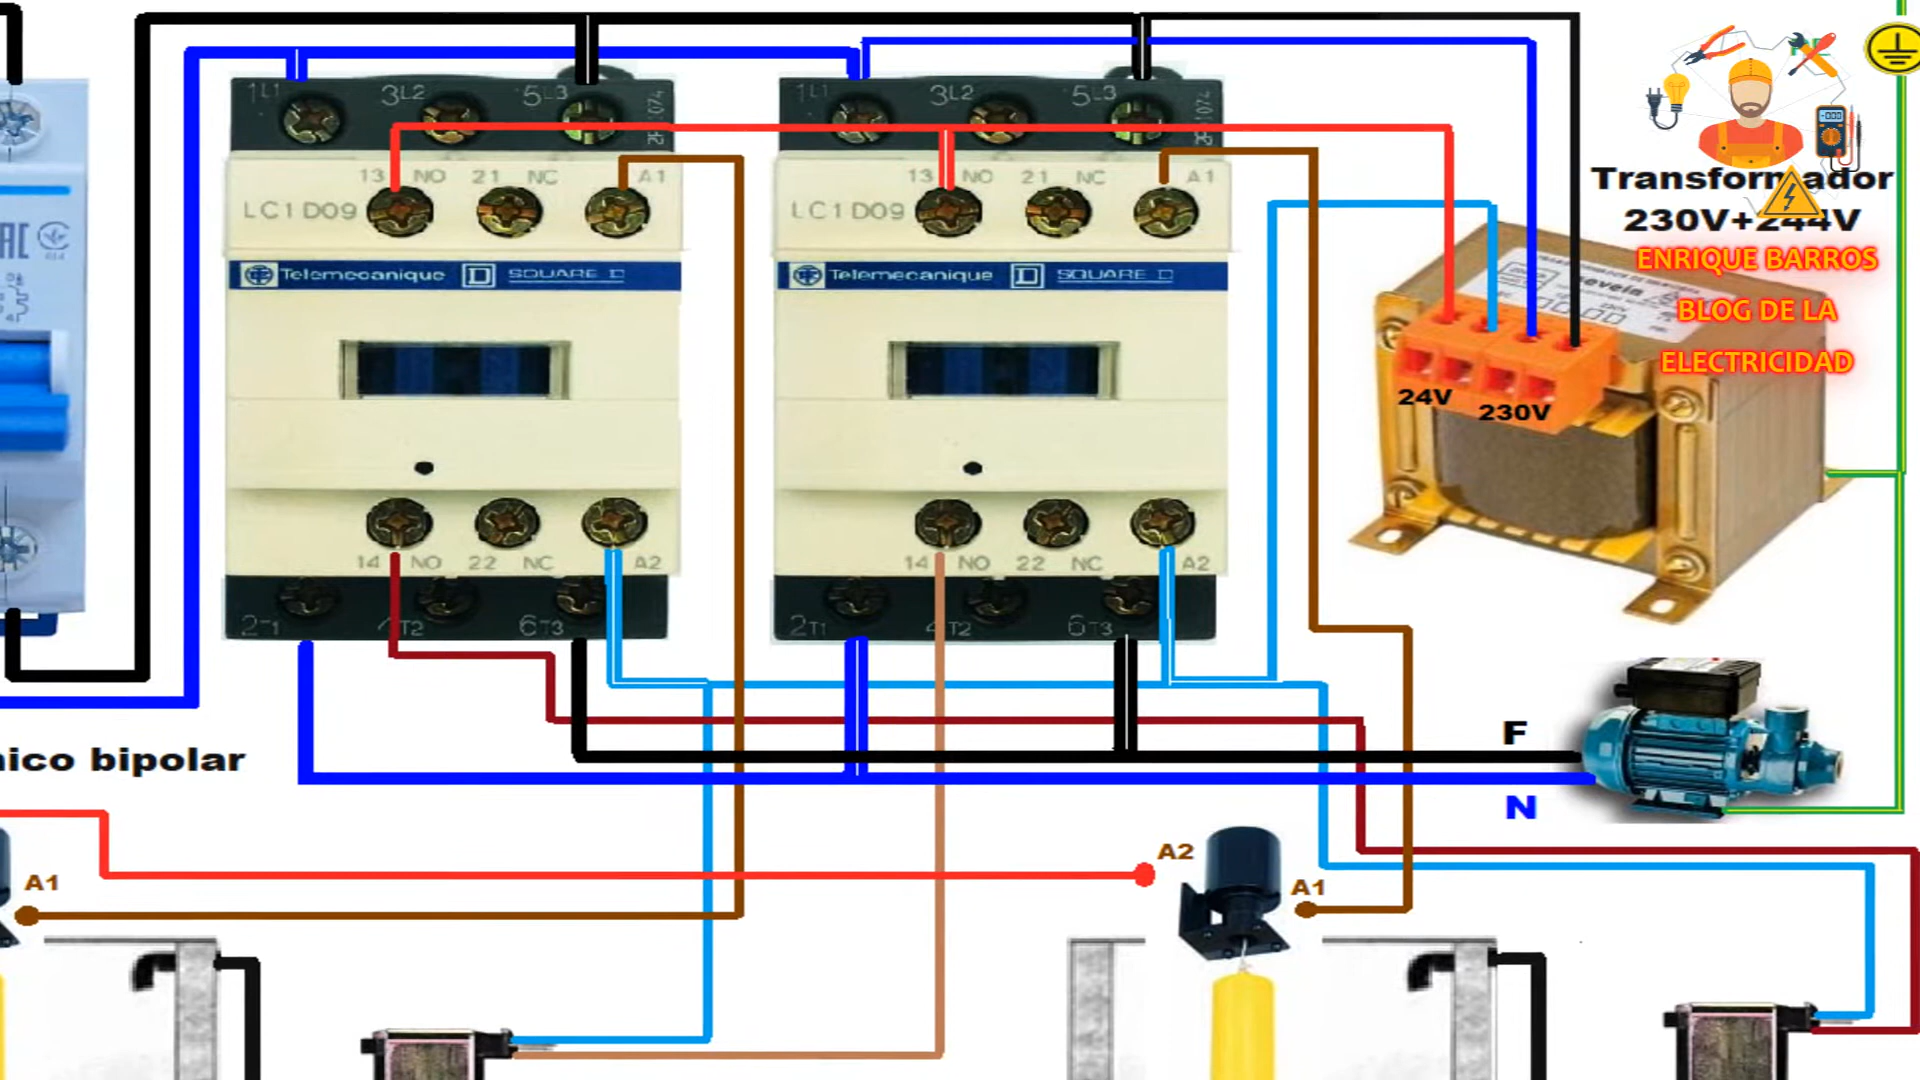 1L1 3L2 5L3
1L1 3L2 5L3
13 NO 21 NC A1
LC1 D09
13 NO 21 NC A1
LC1 D09
Telemecanique D SQUARE D
Telemecanique D SQUARE D
14 NO 22 NC A2
14 NO 22 NC A2
2T1 4T2 6T3
2T1 4T2 6T3
Transformador
230V+244V
ENRIQUE BARROS
BLOG DE LA
ELECTRICIDAD
24V
230V
F
N
nico bipolar
A1
A2
A1